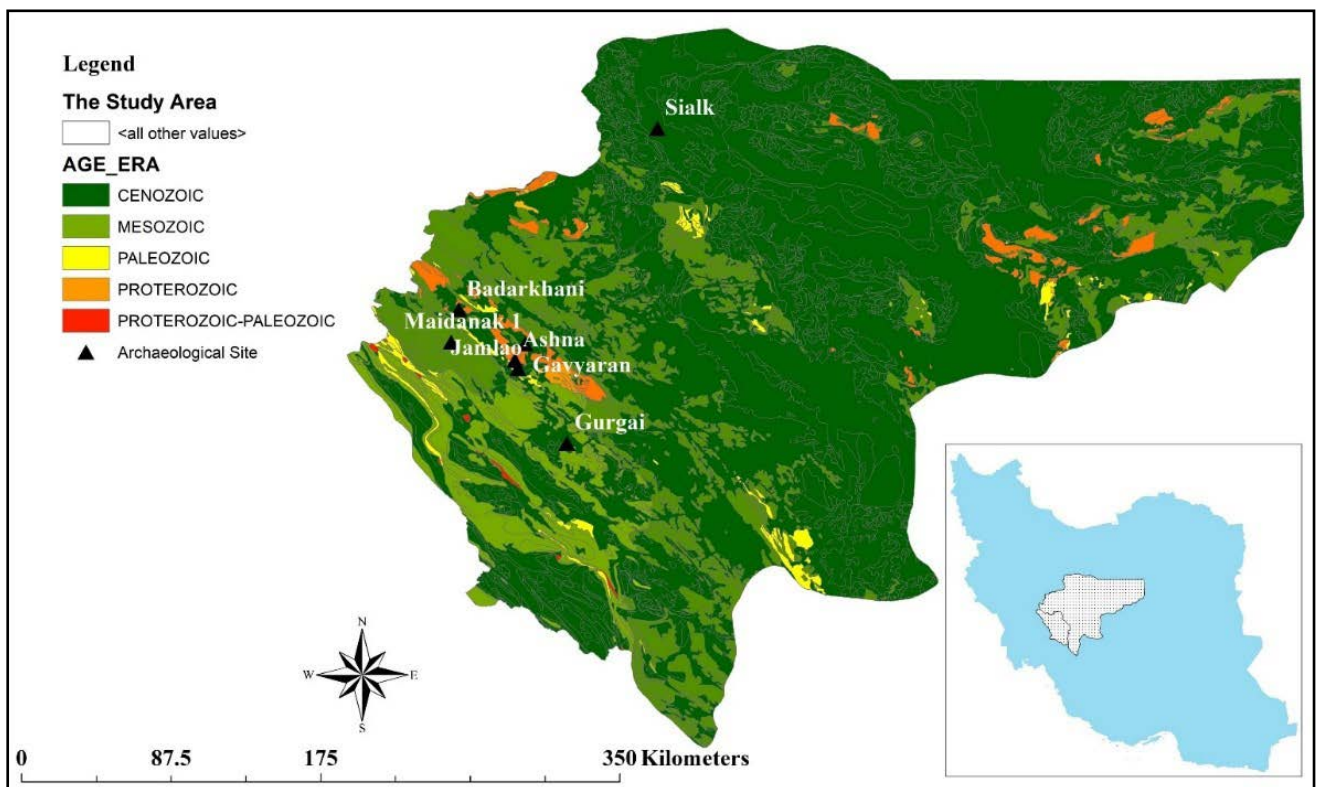 Legend
The Study Area
<all other values>
AGE_ERA
CENOZOIC
MESOZOIC
PALEOZOIC
PROTEROZOIC
PROTEROZOIC-PALEOZOIC
Archaeological Site
Sialk
Badarkhani
Maidanak 1
Jamlao
Ashna
Gavyaran
Gurgai
N
W
E
S
0 87.5 175 350 Kilometers